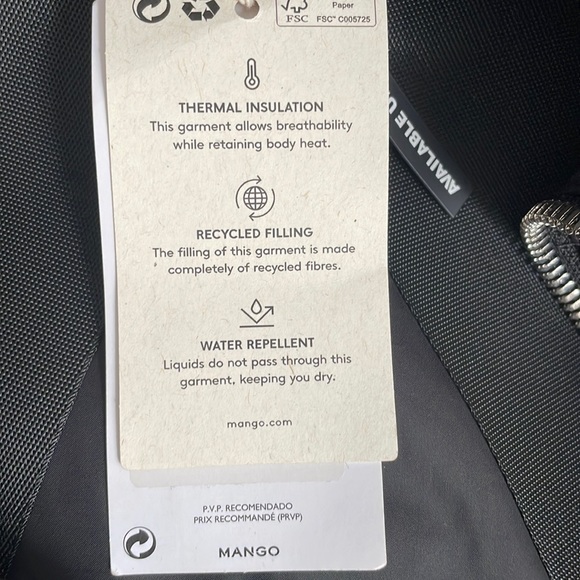 Paper
FSC FSC® C005725
THERMAL INSULATION
This garment allows breathability
while retaining body heat.
RECYCLED FILLING
The filling of this garment is made
completely of recycled fibres.
WATER REPELLENT
Liquids do not pass through this
garment, keeping you dry.
mango.com
P.V.P. RECOMENDADO
PRIX RECOMMANDÉ (PRVP)
MANGO
AVAILABLE